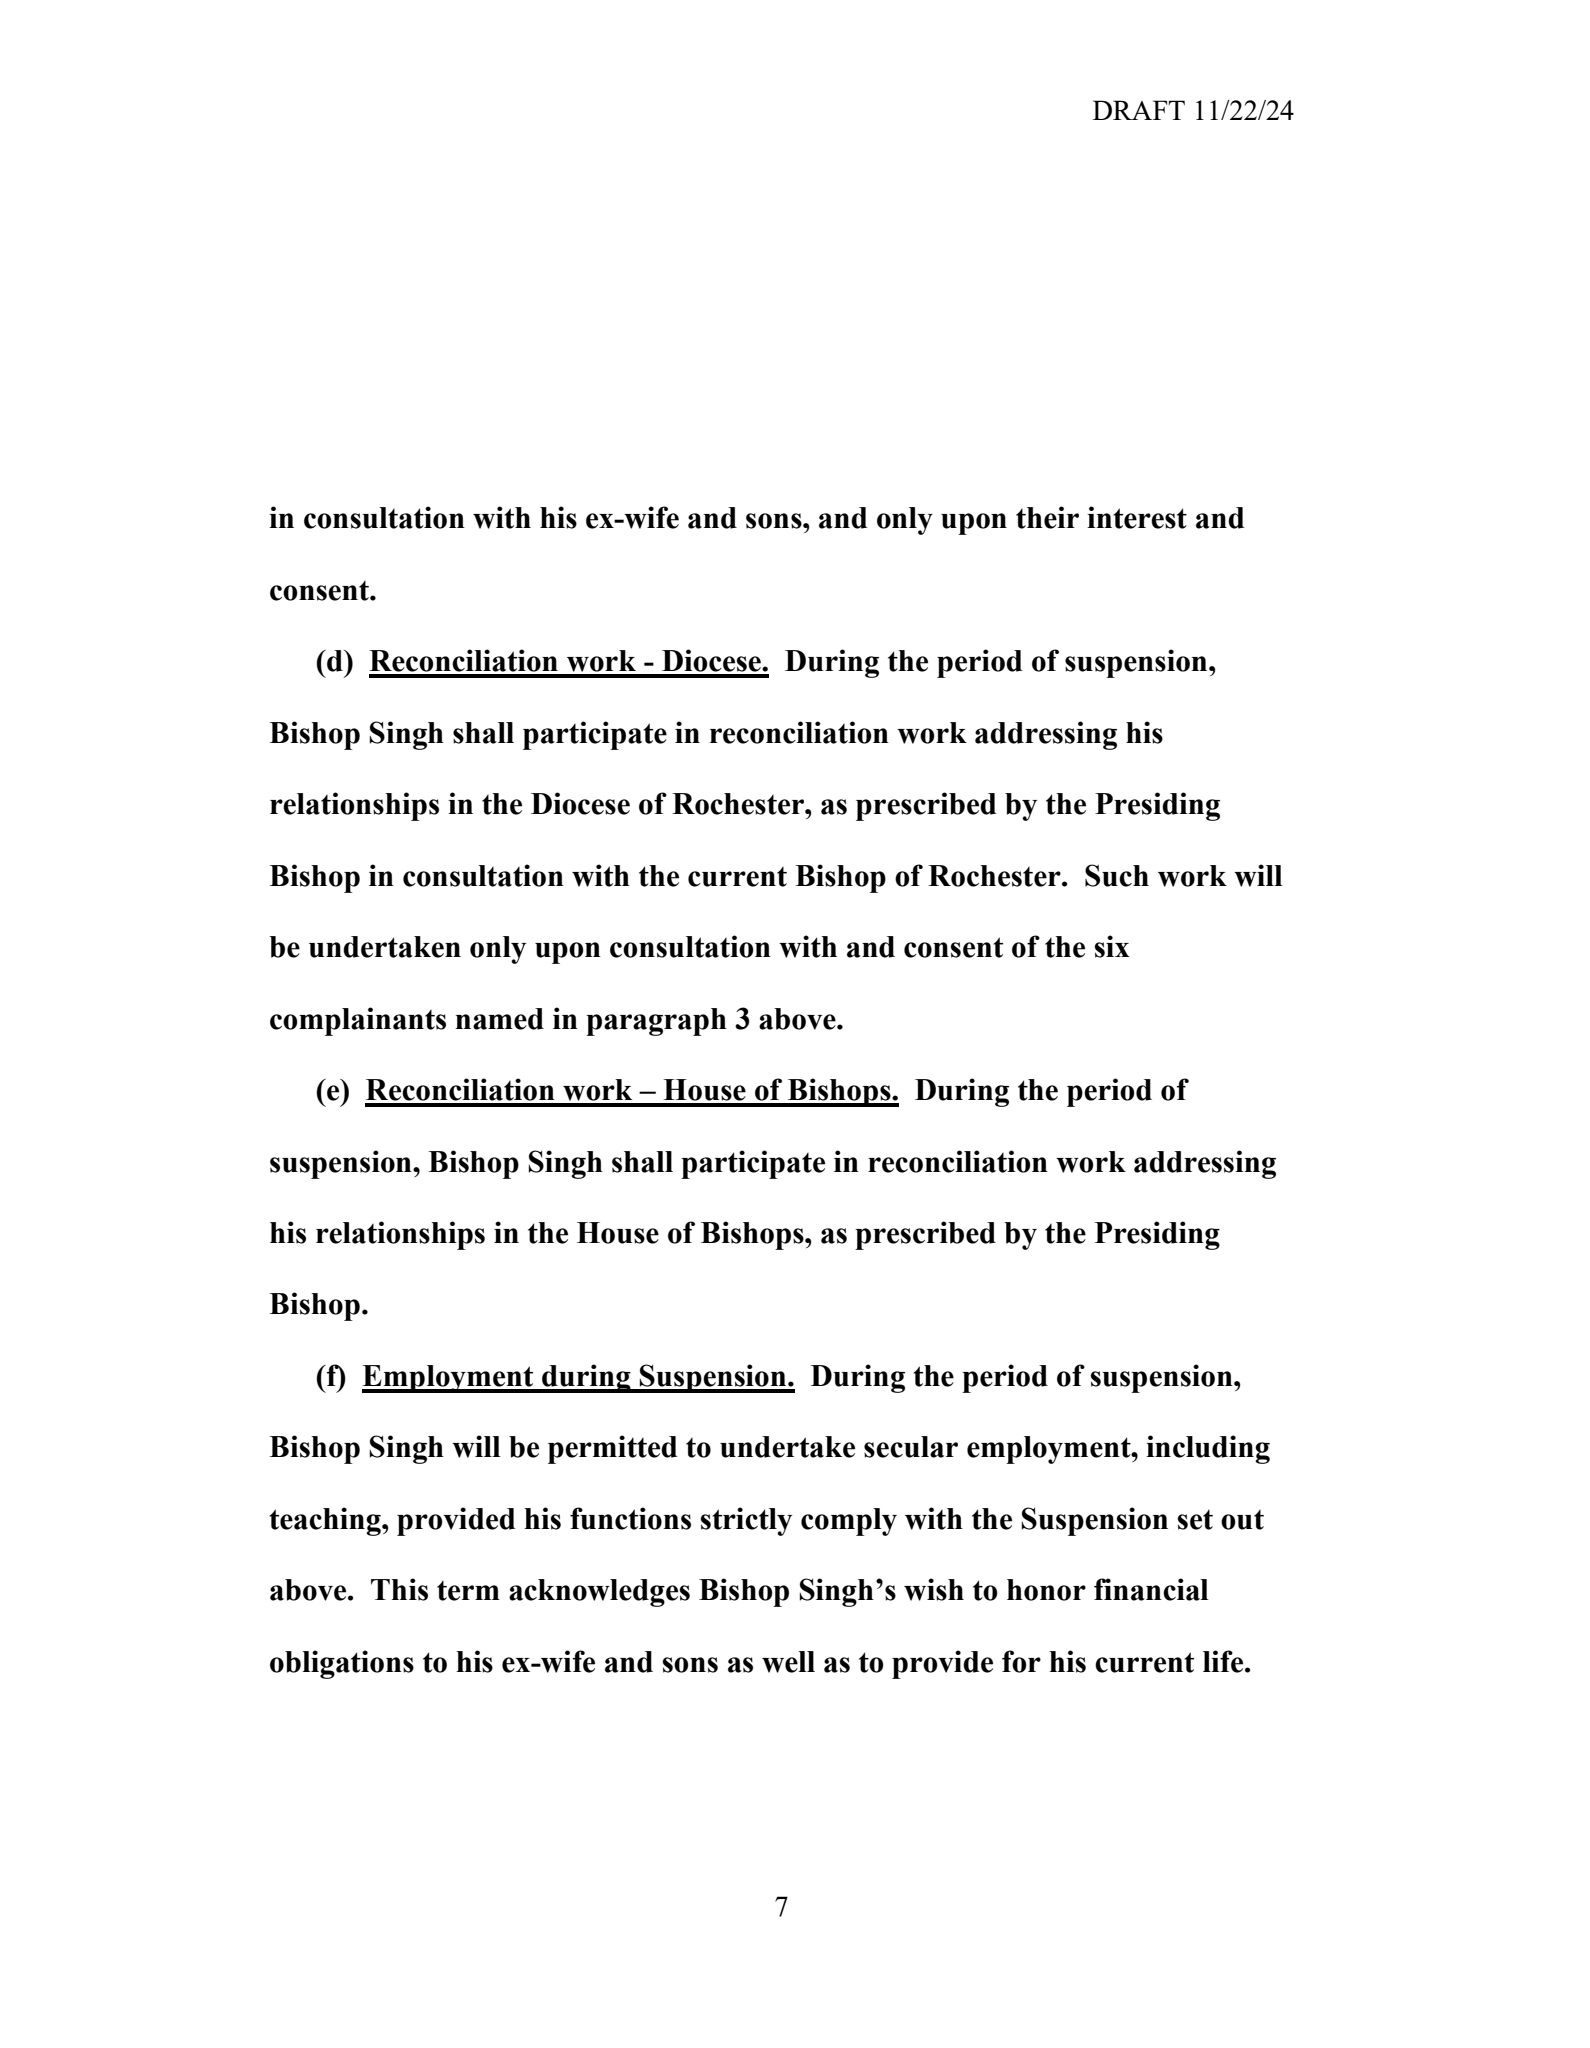 DRAFT 11/22/24
in consultation with his ex-wife and sons, and only upon their interest and
consent.
(d) Reconciliation work - Diocese. During the period of suspension,
Bishop Singh shall participate in reconciliation work addressing his
relationships in the Diocese of Rochester, as prescribed by the Presiding
Bishop in consultation with the current Bishop of Rochester. Such work will
be undertaken only upon consultation with and consent of the six
complainants named in paragraph 3 above.
(e) Reconciliation work – House of Bishops. During the period of
suspension, Bishop Singh shall participate in reconciliation work addressing
his relationships in the House of Bishops, as prescribed by the Presiding
Bishop.
(f) Employment during Suspension. During the period of suspension,
Bishop Singh will be permitted to undertake secular employment, including
teaching, provided his functions strictly comply with the Suspension set out
above. This term acknowledges Bishop Singh’s wish to honor financial
obligations to his ex-wife and sons as well as to provide for his current life.
7